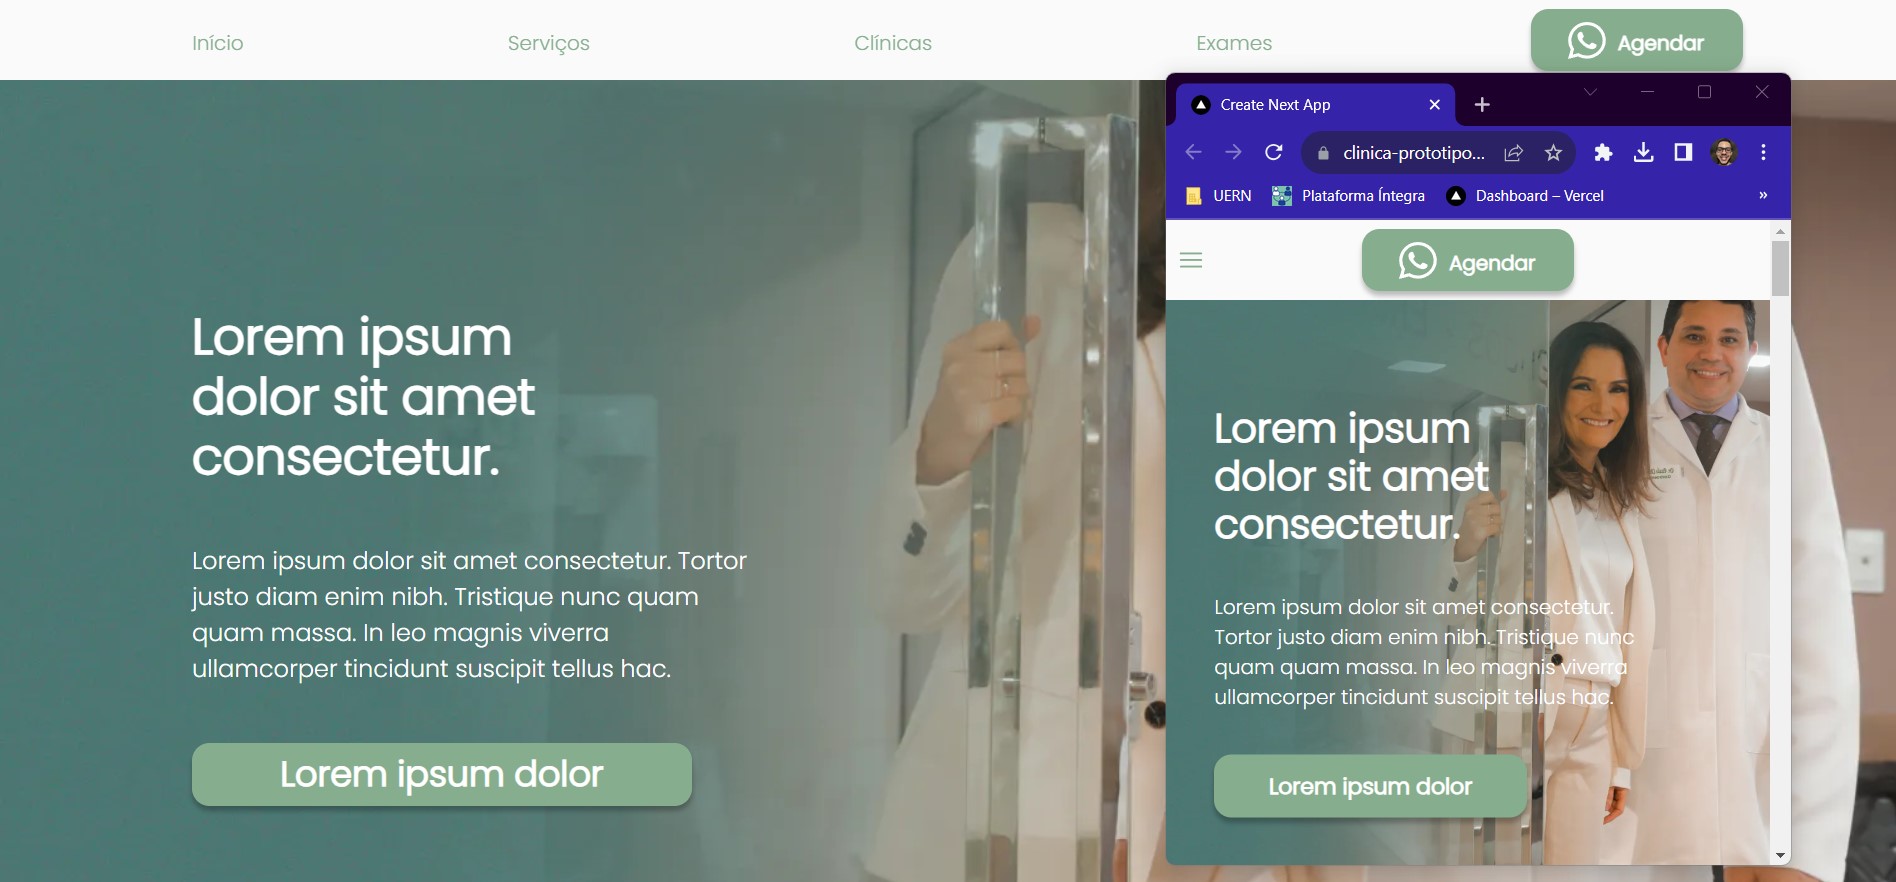 Início
Serviços
Clínicas
Exames
Agendar
Lorem ipsum
dolor sit amet
consectetur.
Lorem ipsum dolor sit amet consectetur. Tortor
justo diam enim nibh. Tristique nunc quam
quam massa. In leo magnis viverra
ullamcorper tincidunt suscipit tellus hac.
Lorem ipsum dolor
Create Next App
clinica-prototipo...
UERN
Plataforma Íntegra
Dashboard – Vercel
»
Agendar
Lorem ipsum
dolor sit amet
consectetur.
Lorem ipsum dolor sit amet consectetur.
Tortor justo diam enim nibh. Tristique nunc
quam quam massa. In leo magnis viverra
ullamcorper tincidunt suscipit tellus hac.
Lorem ipsum dolor